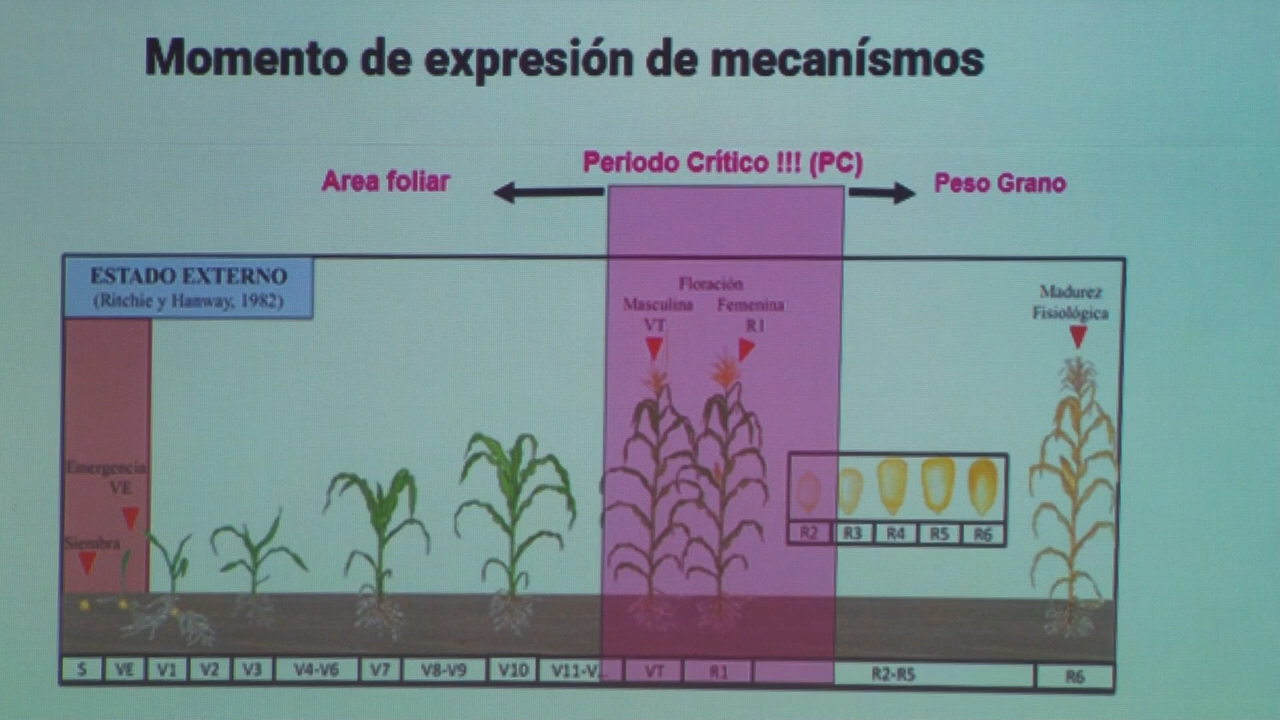 Momento de expresión de mecanísmos
Periodo Crítico !!! (PC)
Area foliar
Peso Grano
ESTADO EXTERNO
(Ritchie y Hanway, 1982)
Floración
Masculina Femenina
VT R1
Madurez
Fisiológica
Emergencia
VE
Siembra
R2 R3 R4 R5 R6
S VE V1 V2 V3 V4-V6 V7 V8-V9 V10 V11-V VT R1 R2-R5 R6